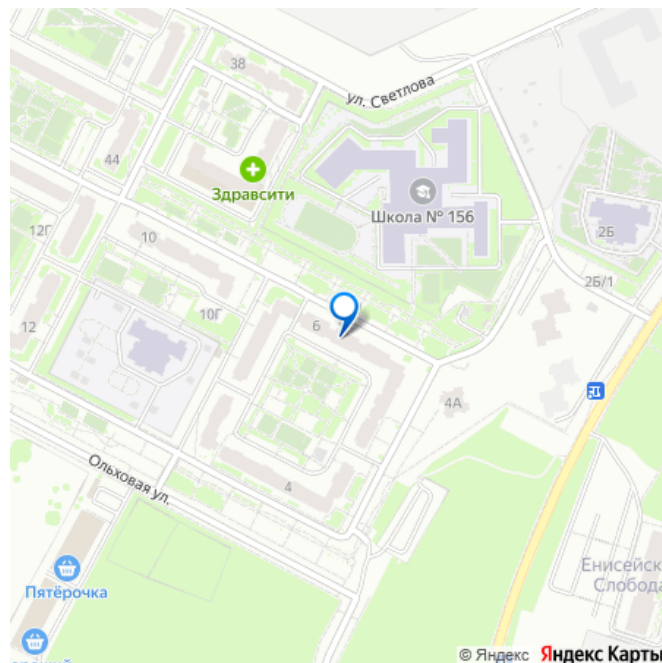 38
ул. Светлова
44
Здравсити
Школа № 156
12Г
10
2Б
2Б/1
10Г
6
12
4А
Ольховая ул.
4
Пятёрочка
Енисейск
Слобода
© Яндекс Яндекс Карты